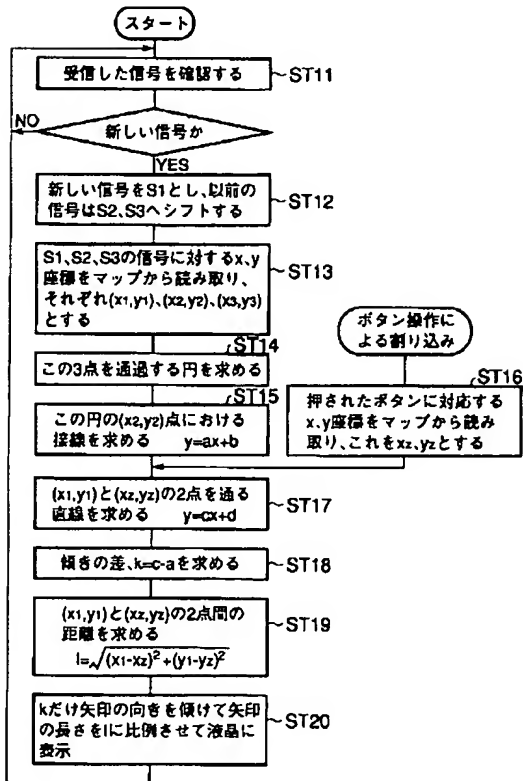 スタート
受信した信号を確認する
ST11
NO
新しい信号か
YES
新しい信号をS1とし、以前の
信号はS2、S3へシフトする
ST12
S1、S2、S3の信号に対するx、y
座標をマップから読み取り、
それぞれ(x1,y1)、(x2,y2)、(x3,y3)
とする
ST13
ST14
この3点を通過する円を求める
ST15
この円の(x2,y2)点における
接線を求める y=ax+b
ボタン操作に
よる割り込み
ST16
押されたボタンに対応する
x、y座標をマップから読み
取り、これをxz、yzとする
(x1,y1)と(xz,yz)の2点を通る
直線を求める y=cx+d
ST17
傾きの差、k=c-aを求める
ST18
(x1,y1)と(xz,yz)の2点間の
距離を求める
l=√(x1-xz)²+(y1-yz)²
ST19
kだけ矢印の向きを傾けて矢印
の長さをlに比例させて液晶に
表示
ST20